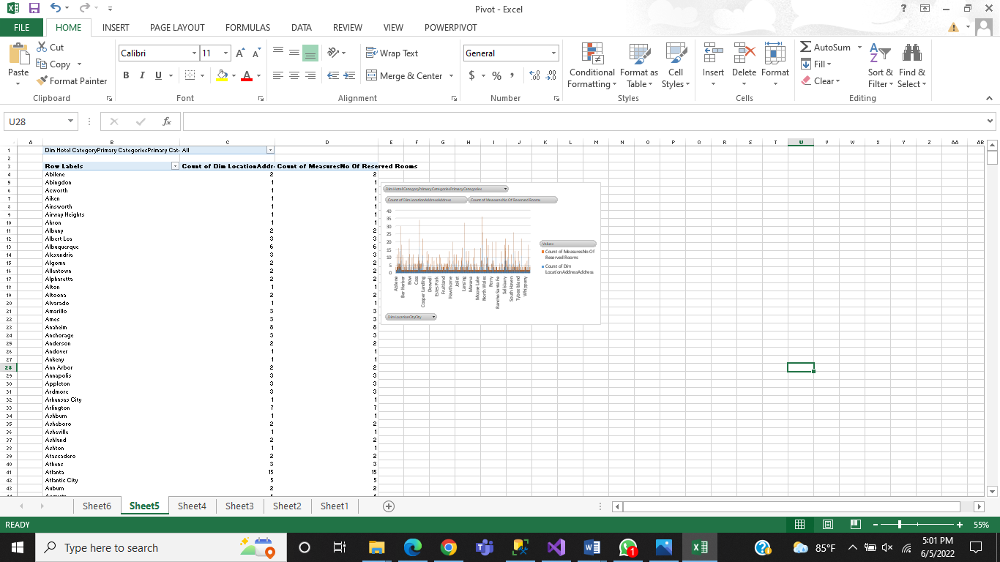 Pivot - Excel
FILE HOME INSERT PAGE LAYOUT FORMULAS DATA REVIEW VIEW POWERPIVOT
Cut
Copy
Format Painter
Paste
Clipboard
Calibri 11
B I U
Font
Wrap Text
Merge & Center
Alignment
General
$ % ,
Number
Conditional Formatting
Format as Table
Cell Styles
Styles
Insert Delete Format
Cells
AutoSum
Fill
Clear
Sort & Filter
Find & Select
Editing
U28
fx
A B C D E F G H I J K L M N O P Q R S T U V W X Y Z AA AB
1 Dim Hotel CategoryPrimary CategoriesPrimary Cat All
2
3 Row Labels Count of Dim LocationAddre Count of MeasuresNo Of Reserved Rooms
4 Abilene 2 2
5 Abingdon 1 1
6 Acworth 1 1
7 Aiken 1 1
8 Ainsworth 1 1
9 Airway Heights 1 1
10 Akron 1 1
11 Albany 2 2
12 Albert Lea 3 3
13 Albuquerque 6 6
14 Alexandria 3 3
15 Algoma 2 2
16 Allentown 2 2
17 Alpharetta 2 2
18 Alton 1 1
19 Altoona 2 2
20 Alvarado 1 1
21 Amarillo 3 3
22 Ames 3 3
23 Anaheim 8 8
24 Anchorage 3 3
25 Anderson 2 2
26 Andover 1 1
27 Ankeny 1 1
28 Ann Arbor 2 2
29 Annapolis 3 3
30 Appleton 3 3
31 Ardmore 3 3
32 Arkansas City 1 1
33 Arlington 7 7
34 Ashburn 1 1
35 Asheboro 2 2
36 Asheville 1 1
37 Ashland 2 2
38 Ashton 1 1
39 Atascadero 2 2
40 Athens 3 3
41 Atlanta 15 15
42 Atlantic City 5 5
43 Auburn 2 2
Dim Hotel CategoryPrimary CategoriesPrimary Categories
Count of Dim LocationAddressAddress Count of MeasuresNo Of Reserved Rooms
40
35
30
25
20
15
10
5
0
Abilene Bar Harbor Bow Cass Cooper Landing Doswell Estes Park Fruitland Hawthorne Joliet Lansing Marana Moose Lake North Wales Perry Rancho Santa Fe Salisbury South Haven Tybee Island Whippany
Values
Count of MeasuresNo Of Reserved Rooms
Count of Dim LocationAddressAddress
Dim LocationCityCity
Sheet6 Sheet5 Sheet4 Sheet3 Sheet2 Sheet1
READY
55%
Type here to search
1
85°F
5:01 PM
6/5/2022